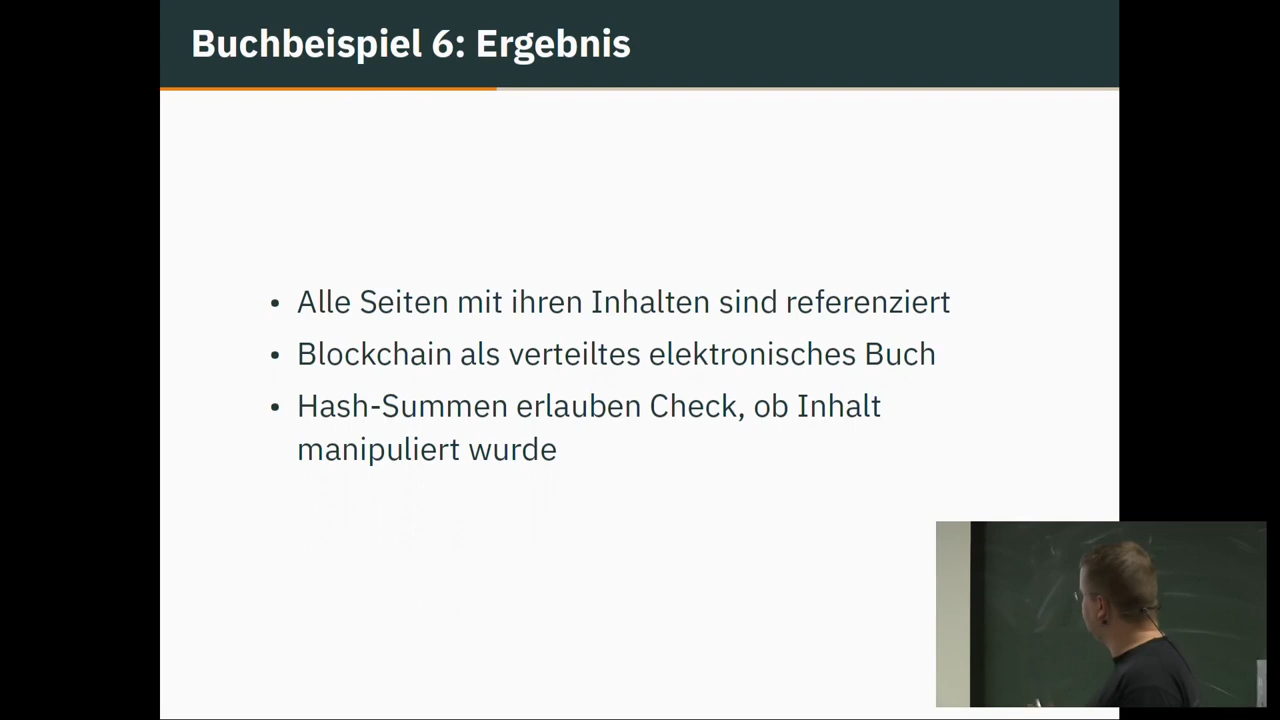 Buchbeispiel 6: Ergebnis
• Alle Seiten mit ihren Inhalten sind referenziert
• Blockchain als verteiltes elektronisches Buch
• Hash-Summen erlauben Check, ob Inhalt
manipuliert wurde